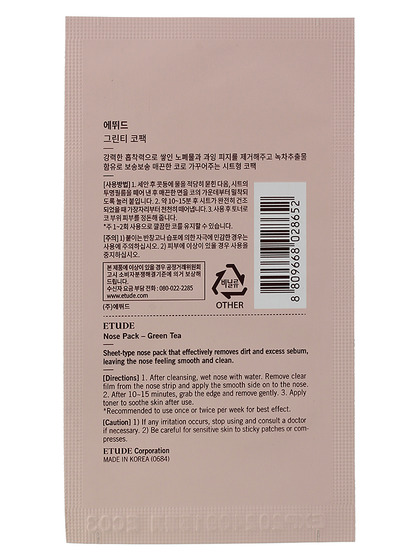 에뛰드
그린티 코팩
강력한 흡착력으로 쌓인 노폐물과 과잉 피지를 제거해주고 녹차추출물
함유로 보송보송 매끈한 코로 가꾸어주는 시트형 코팩
[사용방법] 1. 세안 후 콧등에 물을 적당히 묻힌 다음, 시트의
투명필름을 떼어 낸 후 매끈한 면을 코의 가운데부터 밀착되
도록 눌러 붙입니다. 2. 약 10~15분 후, 시트가 완전히 건조
되었을 때 가장자리부터 천천히 떼어냅니다. 3. 사용 후 토너로
코 부위 피부를 정돈해 줍니다.
*주 1~2회 사용으로 깔끔한 코를 유지할 수 있습니다.
[주의] 1) 붙이는 반창고나 습포에 의한 자극에 민감한 경우는
사용에 주의하십시오. 2) 피부에 이상이 있을 경우 사용을
중지하십시오.
본 제품에 이상이 있을 경우 공정거래위원회
고시 소비자분쟁해결기준에 의거 보상해
드립니다.
수신자 요금 부담 전화 : 080-022-2285
www.etude.com
(주)에뛰드
비닐류
OTHER
8 809668 028652
ETUDE
Nose Pack – Green Tea
Sheet-type nose pack that effectively removes dirt and excess sebum,
leaving the nose feeling smooth and clean.
[Directions] 1. After cleansing, wet nose with water. Remove clear
film from the nose strip and apply the smooth side on to the nose.
2. After 10–15 minutes, grab the edge and remove gently. 3. Apply
toner to soothe skin after use.
*Recommended to use once or twice per week for best effect.
[Caution] 1) If any irritation occurs, stop using and consult a doctor
if necessary. 2) Be careful for sensitive skin to sticky patches or com-
presses.
ETUDE Corporation
MADE IN KOREA (0684)